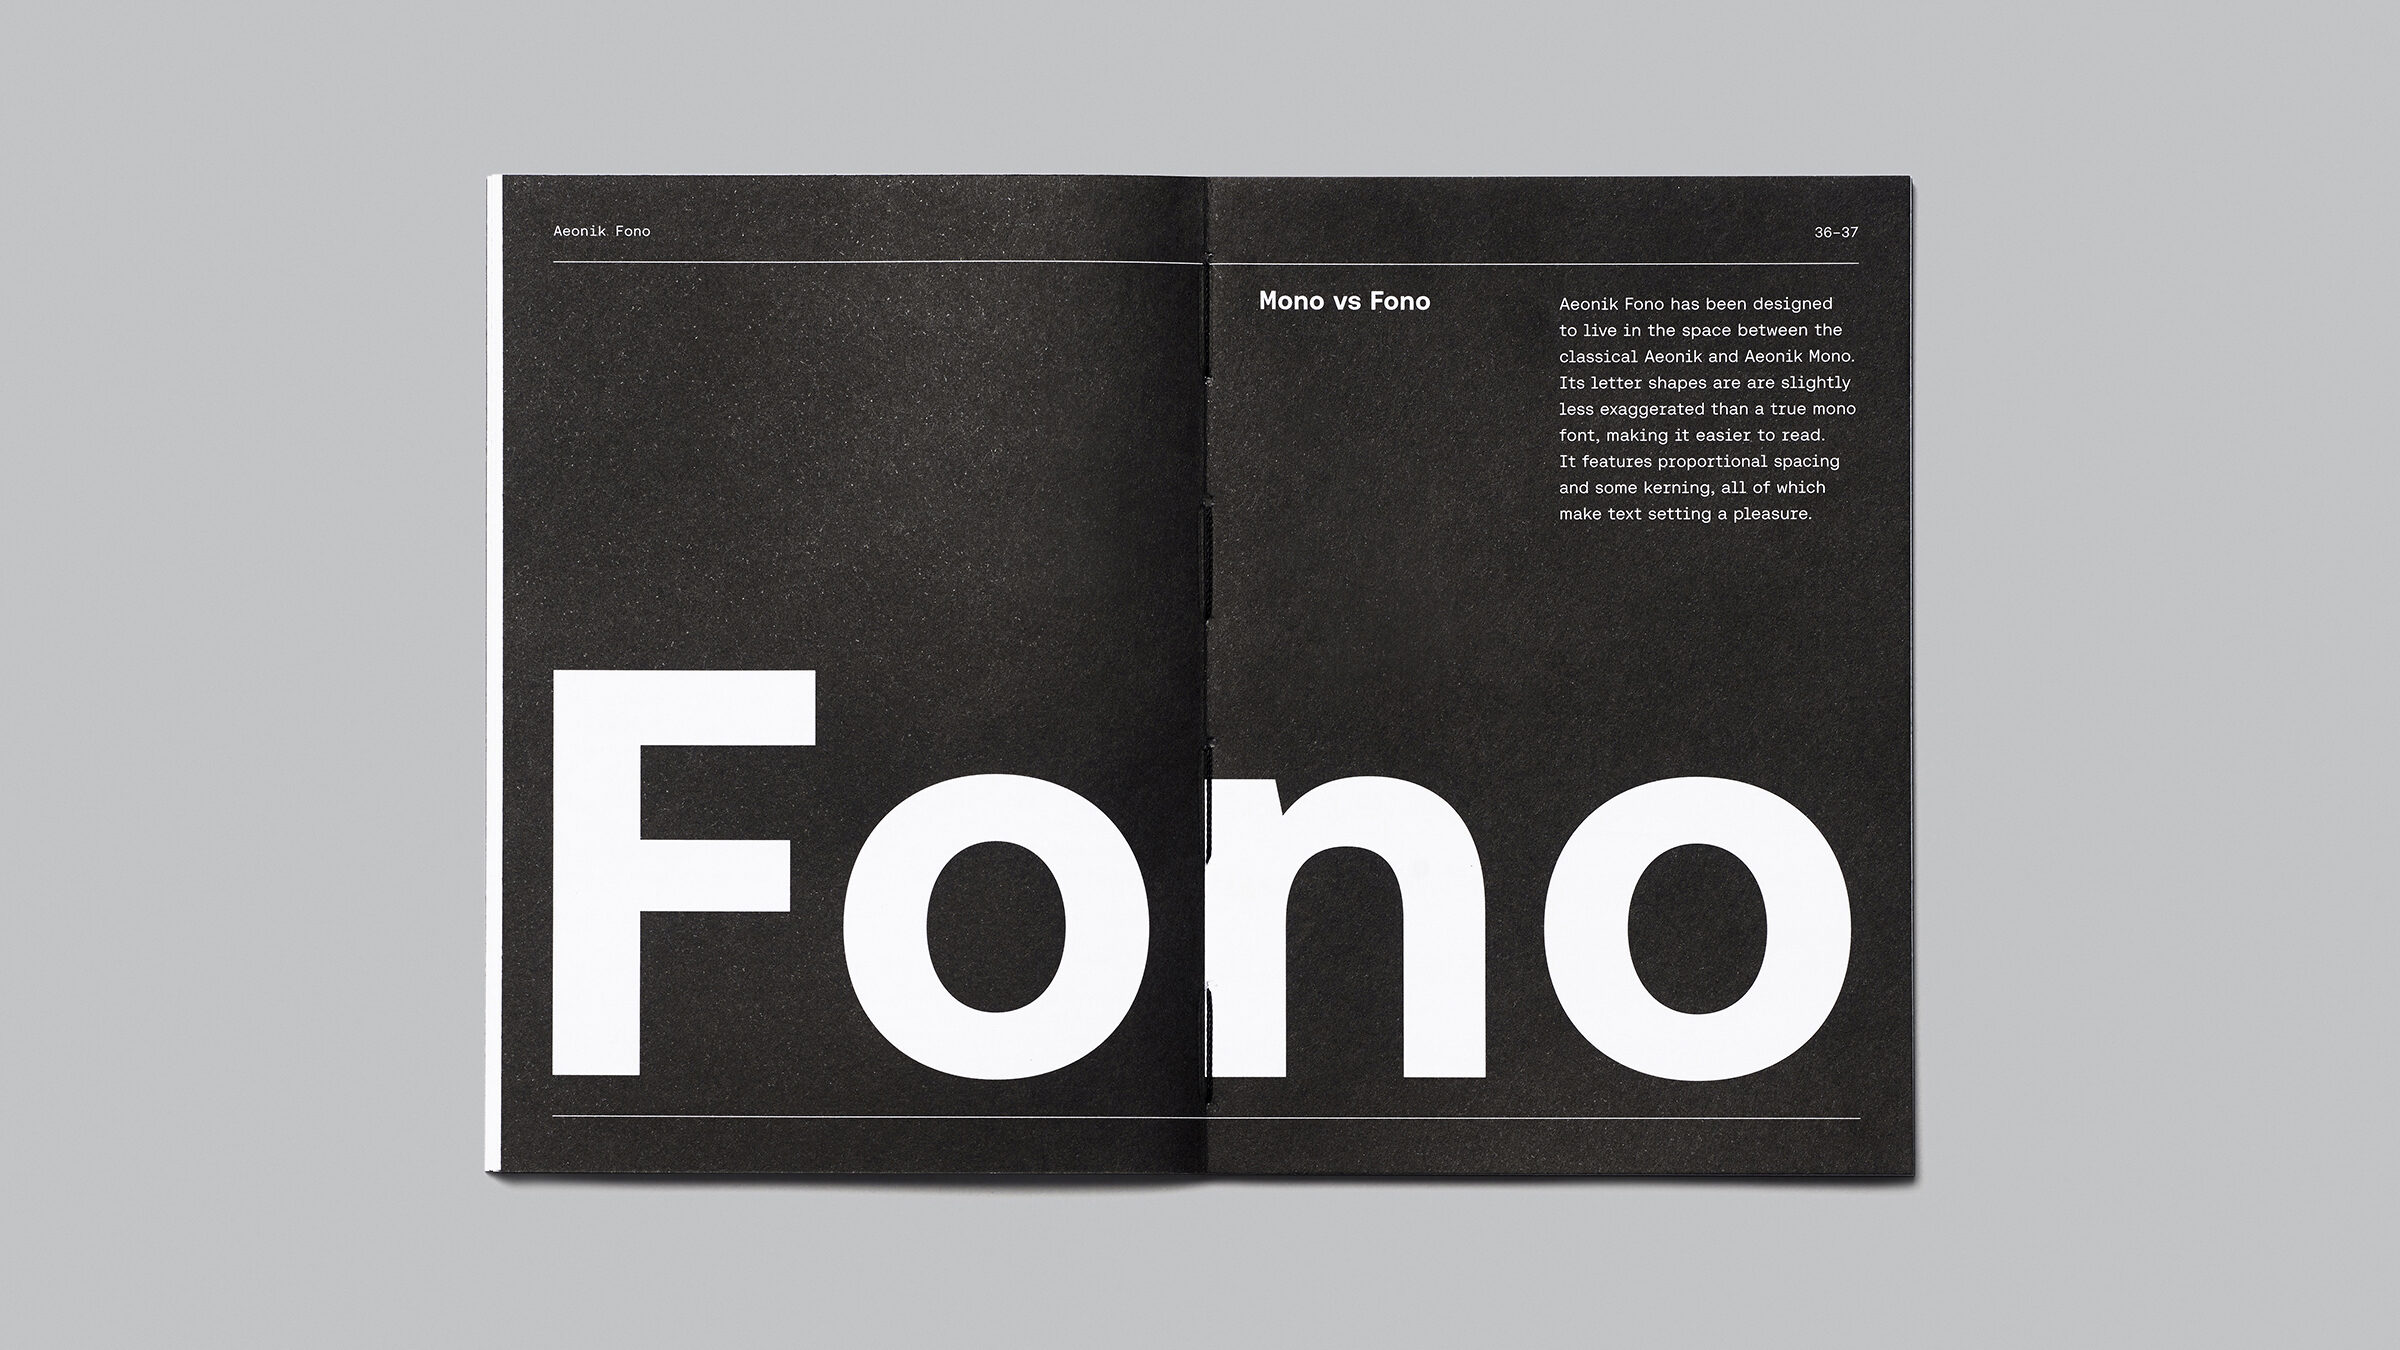 Aeonik Fono
36–37
Mono vs Fono
Aeonik Fono has been designed
to live in the space between the
classical Aeonik and Aeonik Mono.
Its letter shapes are are slightly
less exaggerated than a true mono
font, making it easier to read.
It features proportional spacing
and some kerning, all of which
make text setting a pleasure.
Fono